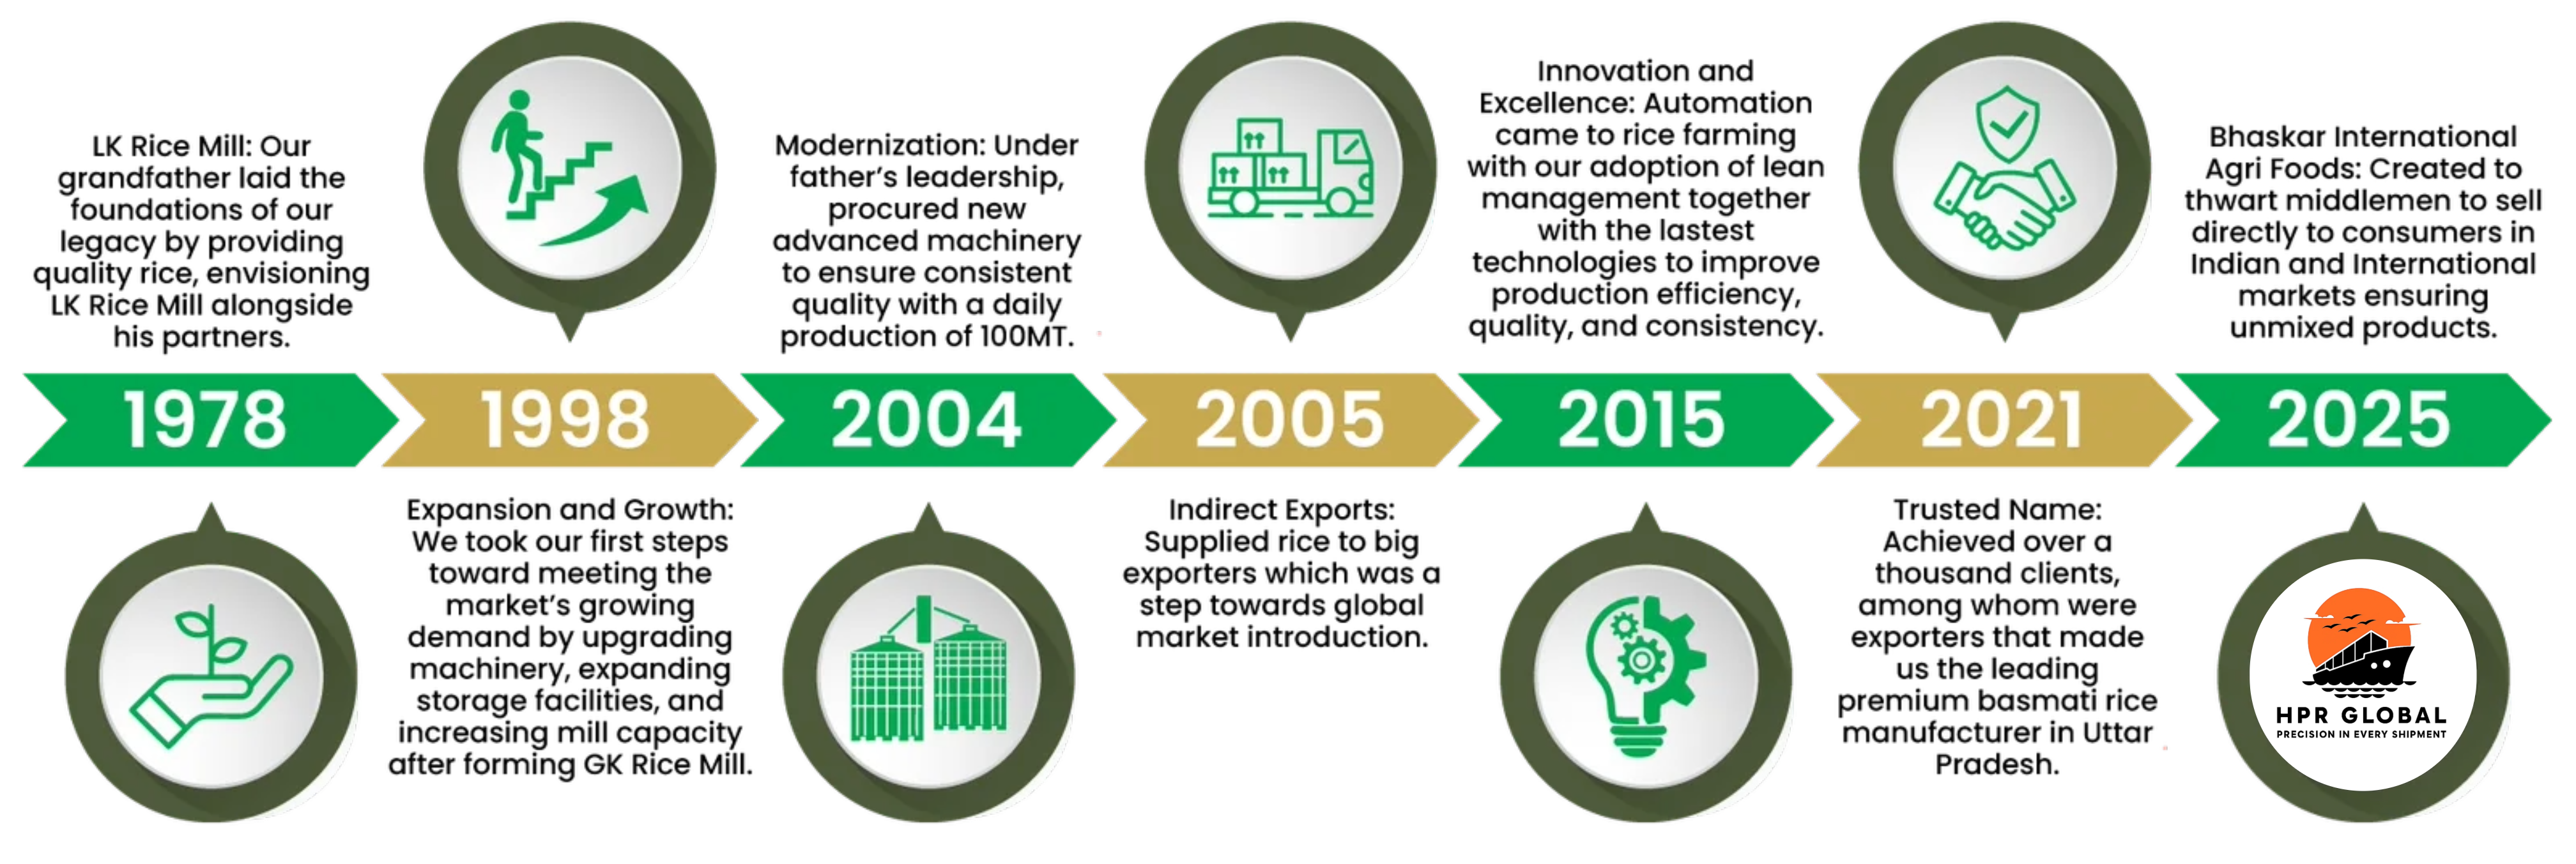 LK Rice Mill: Our
grandfather laid the
foundations of our
legacy by providing
quality rice, envisioning
LK Rice Mill alongside
his partners.
1978
1998
Expansion and Growth:
We took our first steps
toward meeting the
market's growing
demand by upgrading
machinery, expanding
storage facilities, and
increasing mill capacity
after forming GK Rice Mill.
Modernization: Under
father's leadership,
procured new
advanced machinery
to ensure consistent
quality with a daily
production of 100MT.
2004
2005
Indirect Exports:
Supplied rice to big
exporters which was a
step towards global
market introduction.
Innovation and
Excellence: Automation
came to rice farming
with our adoption of lean
management together
with the lastest
technologies to improve
production efficiency,
quality, and consistency.
2015
2021
Trusted Name:
Achieved over a
thousand clients,
among whom were
exporters that made
us the leading
premium basmati rice
manufacturer in Uttar
Pradesh.
Bhaskar International
Agri Foods: Created to
thwart middlemen to sell
directly to consumers in
Indian and International
markets ensuring
unmixed products.
2025
HPR GLOBAL
PRECISION IN EVERY SHIPMENT